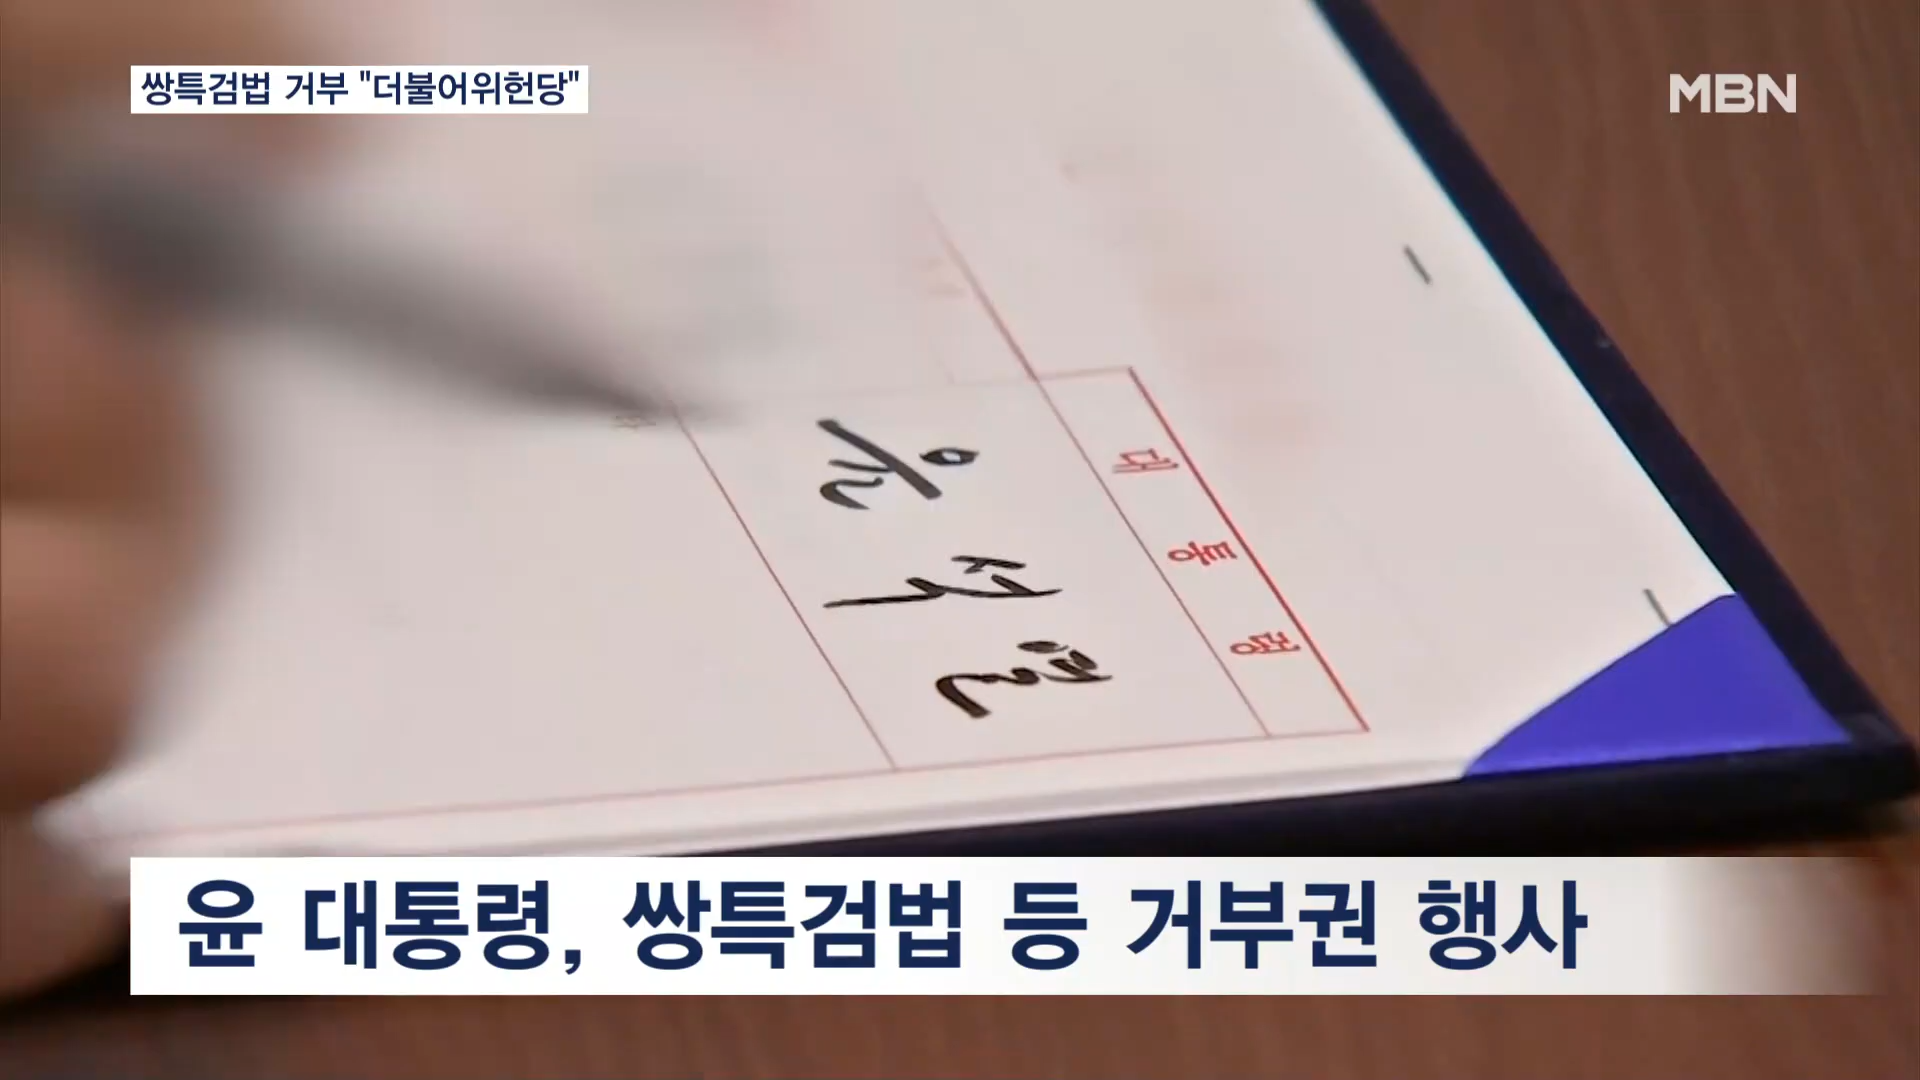 쌍특검법 거부 "더불어위헌당"
MBN
대통령
윤석열
윤 대통령, 쌍특검법 등 거부권 행사